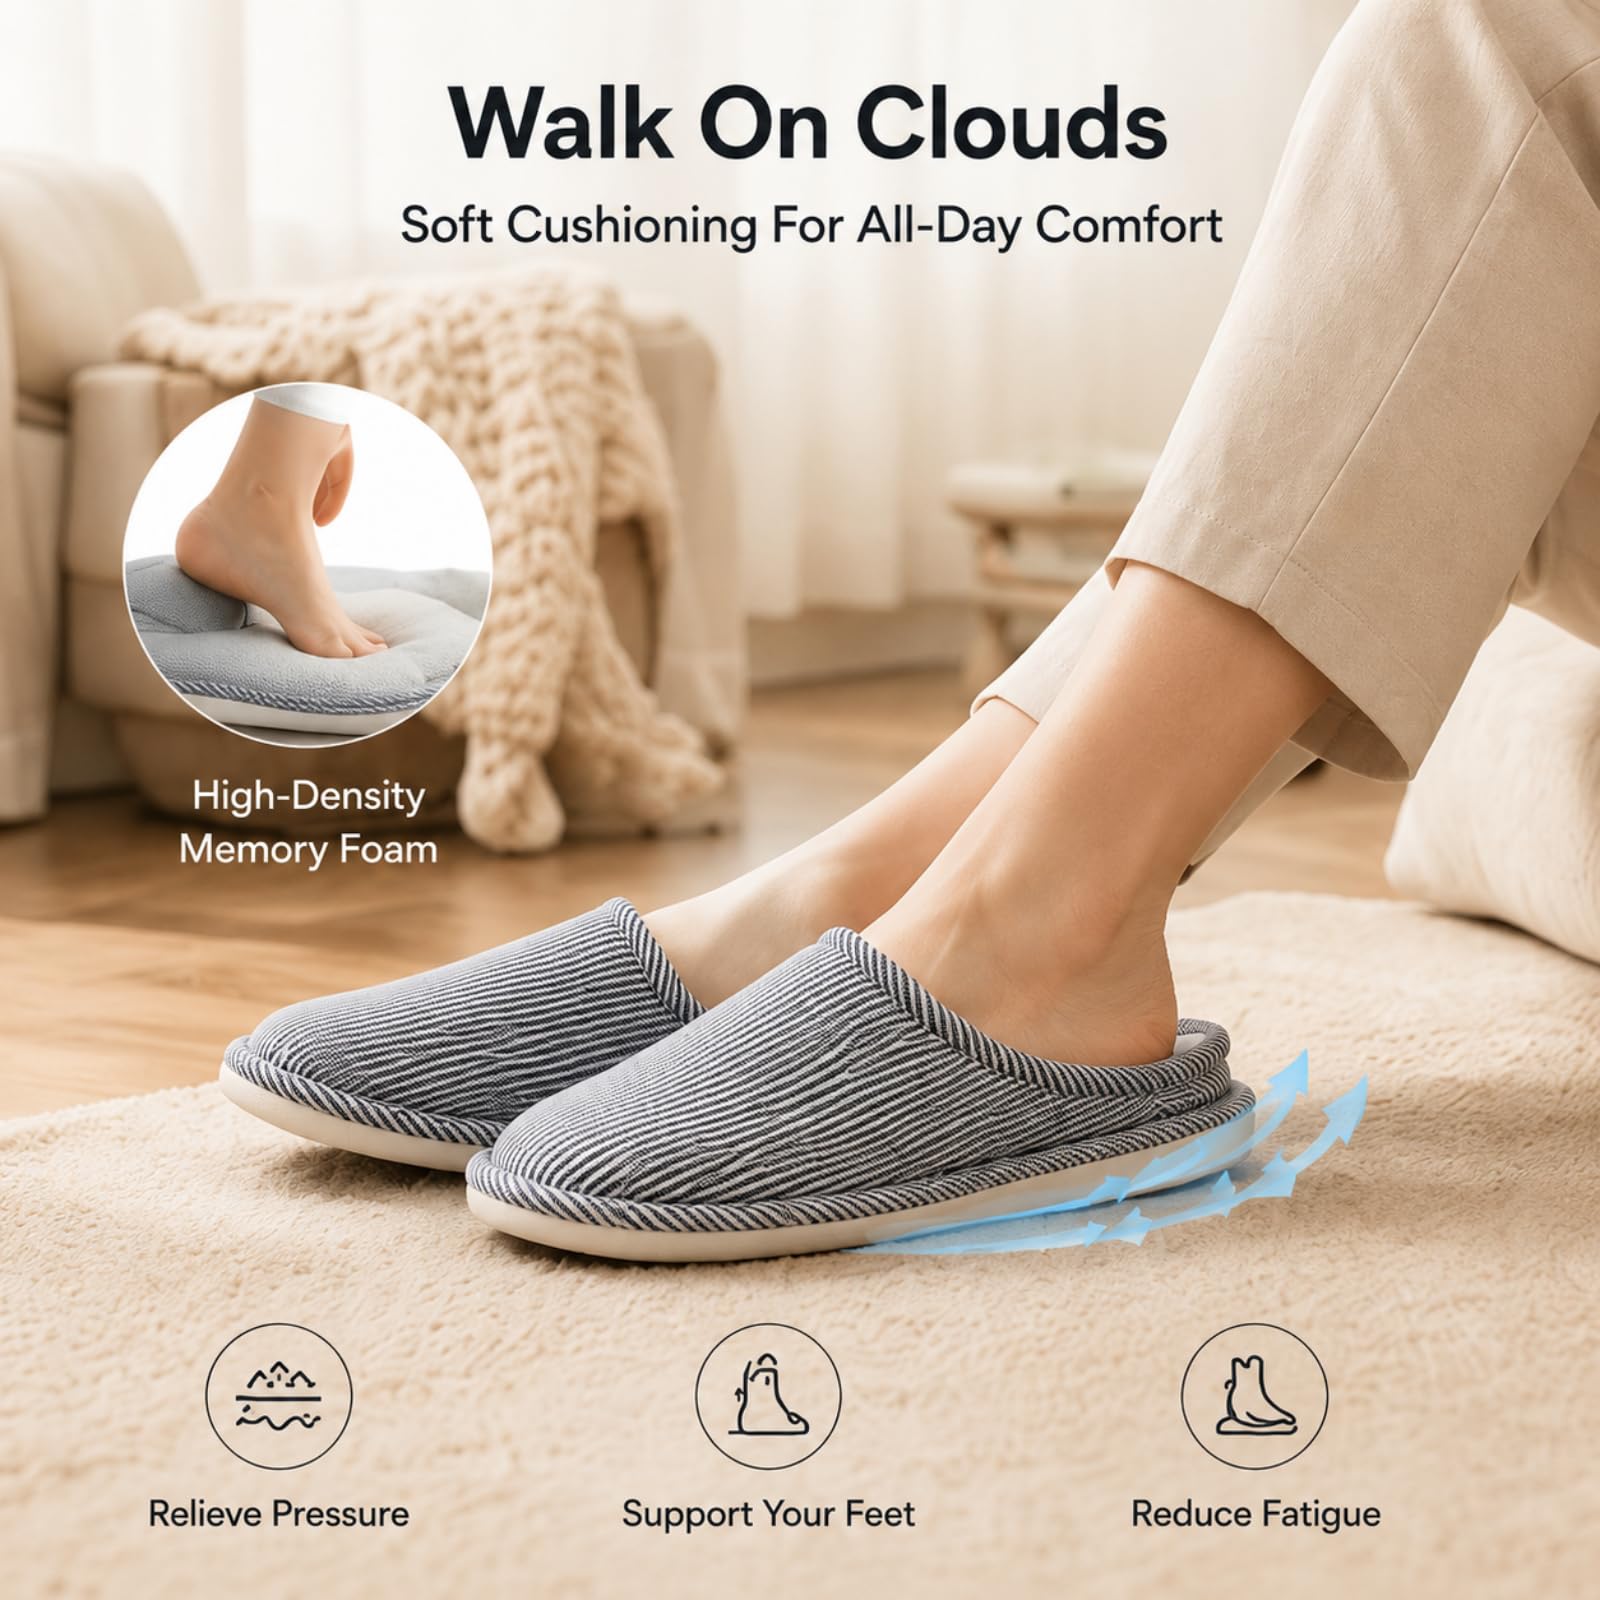 Walk On Clouds
Soft Cushioning For All-Day Comfort
High-Density
Memory Foam
Relieve Pressure
Support Your Feet
Reduce Fatigue